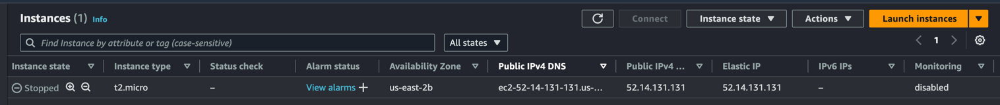 Instances (1) Info
Connect Instance state Actions Launch instances
Find Instance by attribute or tag (case-sensitive) All states 1
Instance state Instance type Status check Alarm status Availability Zone Public IPv4 DNS Public IPv4 ... Elastic IP IPv6 IPs Monitoring
Stopped t2.micro – View alarms + us-east-2b ec2-52-14-131-131.us-... 52.14.131.131 52.14.131.131 – disabled